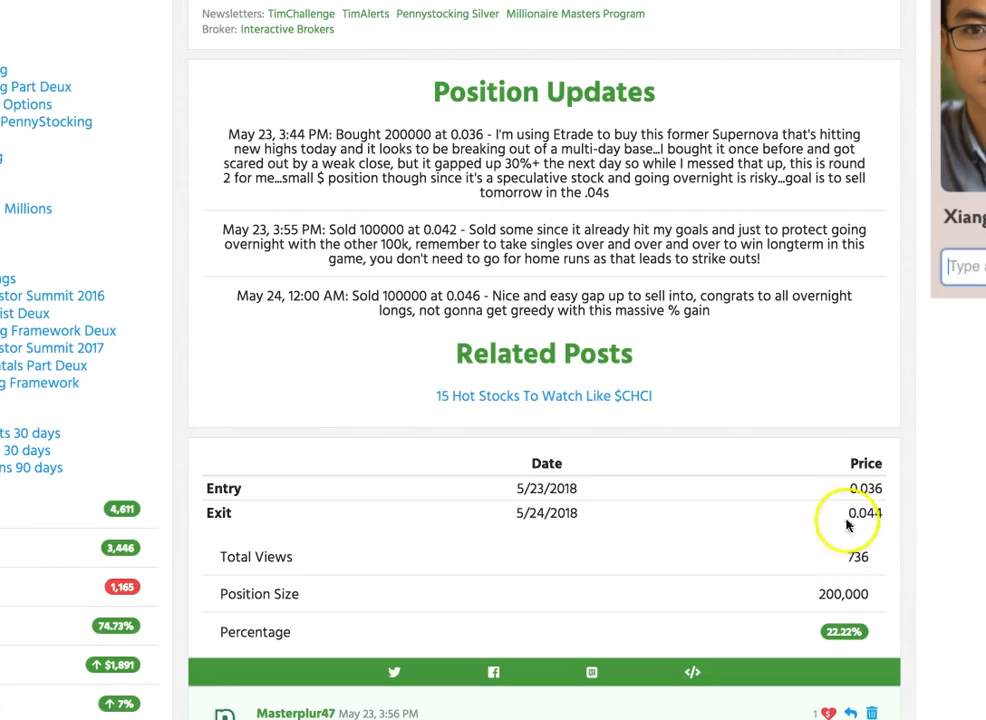 Newsletters: TimChallenge TimAlerts Pennystocking Silver Millionaire Masters Program
Broker: Interactive Brokers
g
g Part Deux
Options
PennyStocking
g
Millions
ngs
stor Summit 2016
ist Deux
g Framework Deux
stor Summit 2017
ntals Part Deux
g Framework
ts 30 days
30 days
ns 90 days
4,611
3,446
1,165
74.73%
↑ $1,891
↑ 7%
Position Updates
May 23, 3:44 PM: Bought 200000 at 0.036 - I'm using Etrade to buy this former Supernova that's hitting
new highs today and it looks to be breaking out of a multi-day base...I bought it once before and got
scared out by a weak close, but it gapped up 30%+ the next day so while I messed that up, this is round
2 for me...small $ position though since it's a speculative stock and going overnight is risky...goal is to sell
tomorrow in the .04s
May 23, 3:55 PM: Sold 100000 at 0.042 - Sold some since it already hit my goals and just to protect going
overnight with the other 100k, remember to take singles over and over and over to win longterm in this
game, you don't need to go for home runs as that leads to strike outs!
May 24, 12:00 AM: Sold 100000 at 0.046 - Nice and easy gap up to sell into, congrats to all overnight
longs, not gonna get greedy with this massive % gain
Related Posts
15 Hot Stocks To Watch Like $CHCI
Date Price
Entry 5/23/2018 0.036
Exit 5/24/2018 0.044
Total Views 736
Position Size 200,000
Percentage 22.22%
Masterplur47 May 23, 3:56 PM
1
Xiang
Type a